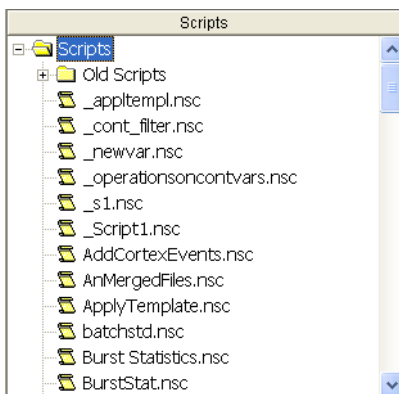 Scripts
Scripts
Old Scripts
_appltempl.nsc
_cont_filter.nsc
_newvar.nsc
_operationsoncontvars.nsc
_s1.nsc
_Script1.nsc
AddCortexEvents.nsc
AnMergedFiles.nsc
ApplyTemplate.nsc
batchstd.nsc
Burst Statistics.nsc
BurstStat.nsc